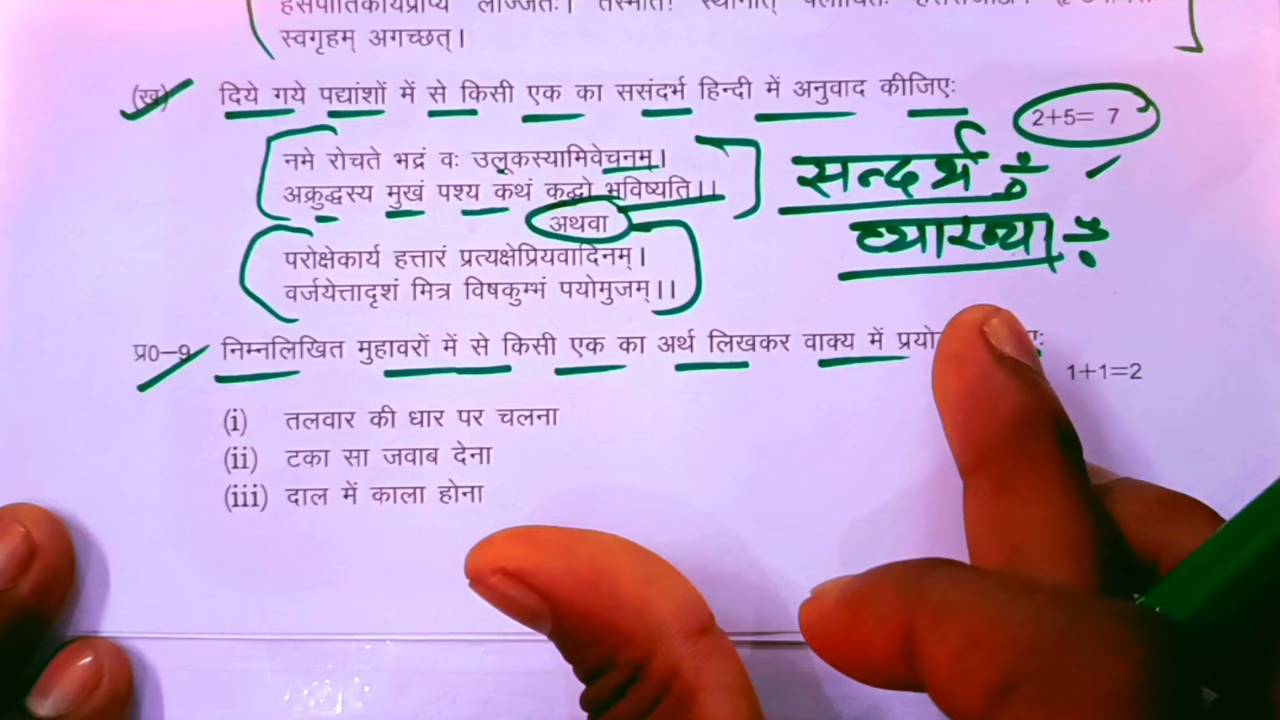 स्वगृहम् अगच्छत्।
(ख) दिये गये पद्यांशों में से किसी एक का ससंदर्भ हिन्दी में अनुवाद कीजिएः
2+5= 7
नमे रोचते भद्रं वः उलूकस्यामिवेचनम्।
अक्रुद्धस्य मुखं पश्य कथं कद्धो भविष्यति।।
सन्दर्भ ः-
व्याख्या ः-
अथवा
परोक्षेकार्य हत्तारं प्रत्यक्षेप्रियवादिनम्।
वर्जयेत्तादृशं मित्र विषकुम्भं पयोमुजम्।।
प्र0–9 निम्नलिखित मुहावरों में से किसी एक का अर्थ लिखकर वाक्य में
1+1=2
(i) तलवार की धार पर चलना
(ii) टका सा जवाब देना
(iii) दाल में काला होना